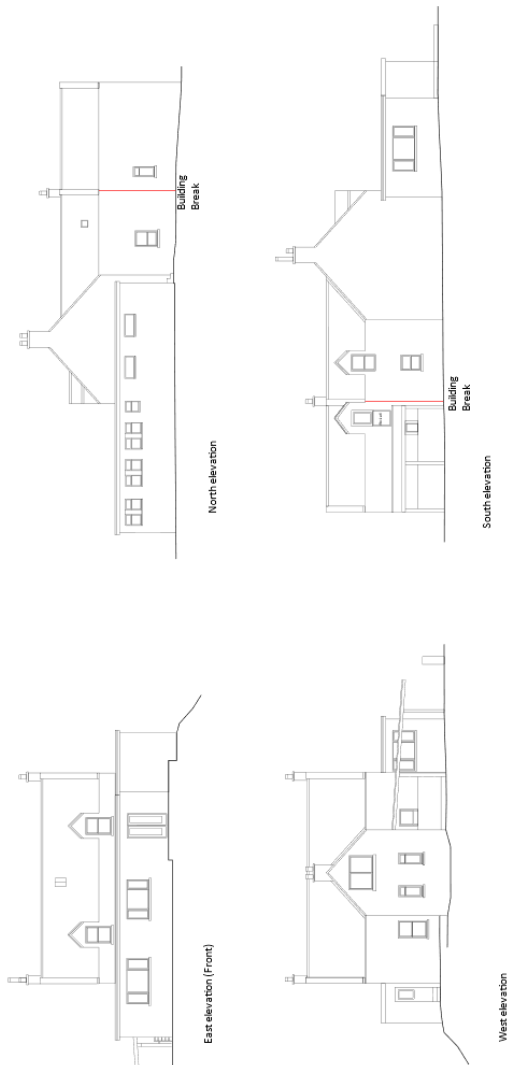 East elevation (Front)
North elevation
Building
Break
West elevation
South elevation
Building
Break